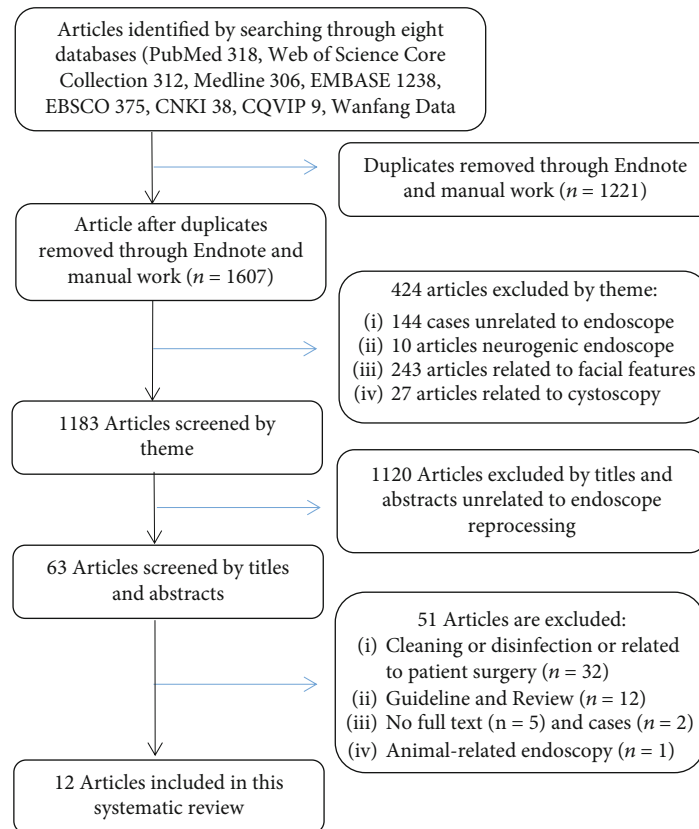 Articles identified by searching through eight
databases (PubMed 318, Web of Science Core
Collection 312, Medline 306, EMBASE 1238,
EBSCO 375, CNKI 38, CQVIP 9, Wanfang Data
Duplicates removed through Endnote
and manual work (n = 1221)
Article after duplicates
removed through Endnote and
manual work (n = 1607)
424 articles excluded by theme:
(i) 144 cases unrelated to endoscope
(ii) 10 articles neurogenic endoscope
(iii) 243 articles related to facial features
(iv) 27 articles related to cystoscopy
1183 Articles screened by
theme
1120 Articles excluded by titles and
abstracts unrelated to endoscope
reprocessing
63 Articles screened by titles
and abstracts
51 Articles are excluded:
(i) Cleaning or disinfection or related
to patient surgery (n = 32)
(ii) Guideline and Review (n = 12)
(iii) No full text (n = 5) and cases (n = 2)
(iv) Animal-related endoscopy (n = 1)
12 Articles included in this
systematic review